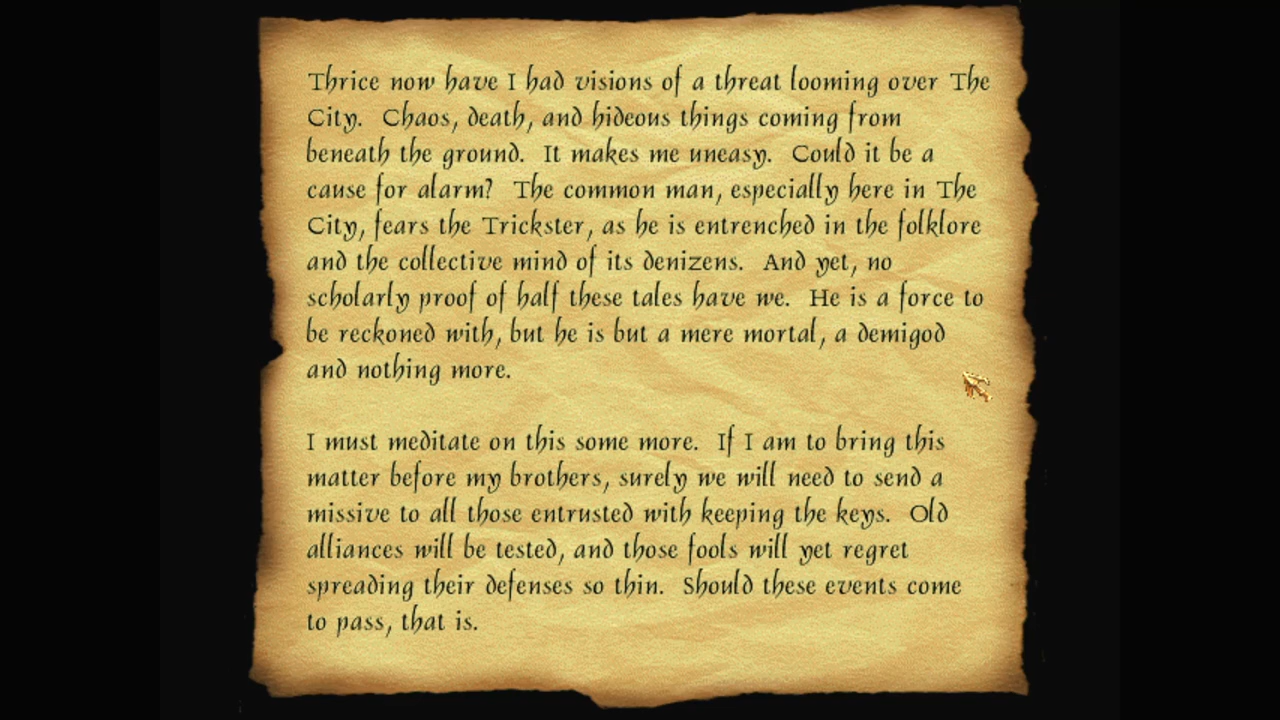 Thrice now have I had visions of a threat looming over The
City.  Chaos, death, and hideous things coming from
beneath the ground.  It makes me uneasy.  Could it be a
cause for alarm?  The common man, especially here in The
City, fears the Trickster, as he is entrenched in the folklore
and the collective mind of its denizens.  And yet, no
scholarly proof of half these tales have we.  He is a force to
be reckoned with, but he is but a mere mortal, a demigod
and nothing more.

I must meditate on this some more.  If I am to bring this
matter before my brothers, surely we will need to send a
missive to all those entrusted with keeping the keys.  Old
alliances will be tested, and those fools will yet regret
spreading their defenses so thin.  Should these events come
to pass, that is.